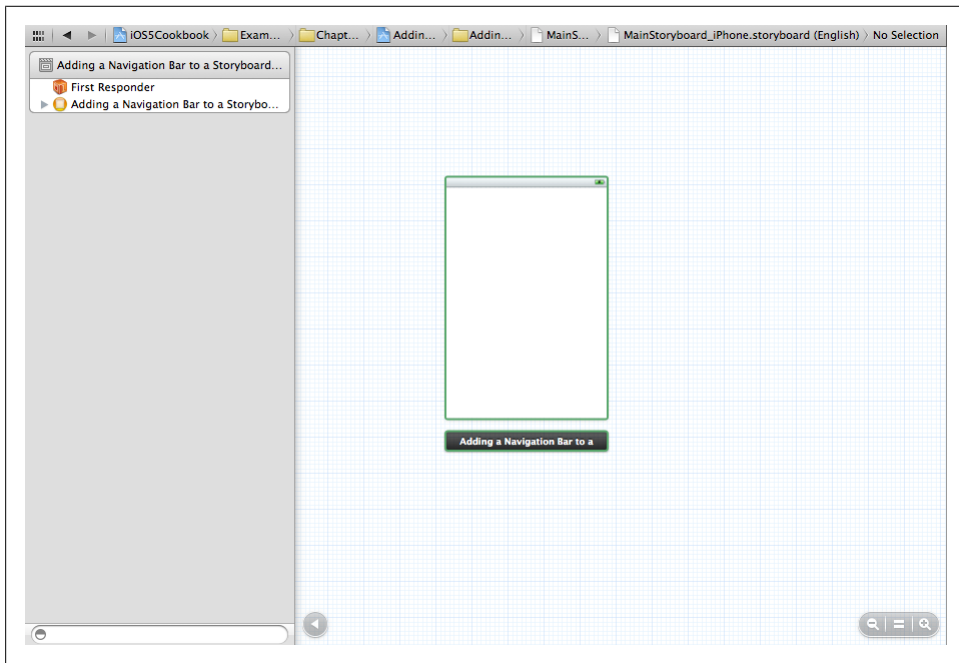 iOS5Cookbook Exam... Chapt... Addin... Addin... MainS... MainStoryboard_iPhone.storyboard (English) No Selection
Adding a Navigation Bar to a Storyboard...
First Responder
Adding a Navigation Bar to a Storybo...
Adding a Navigation Bar to a